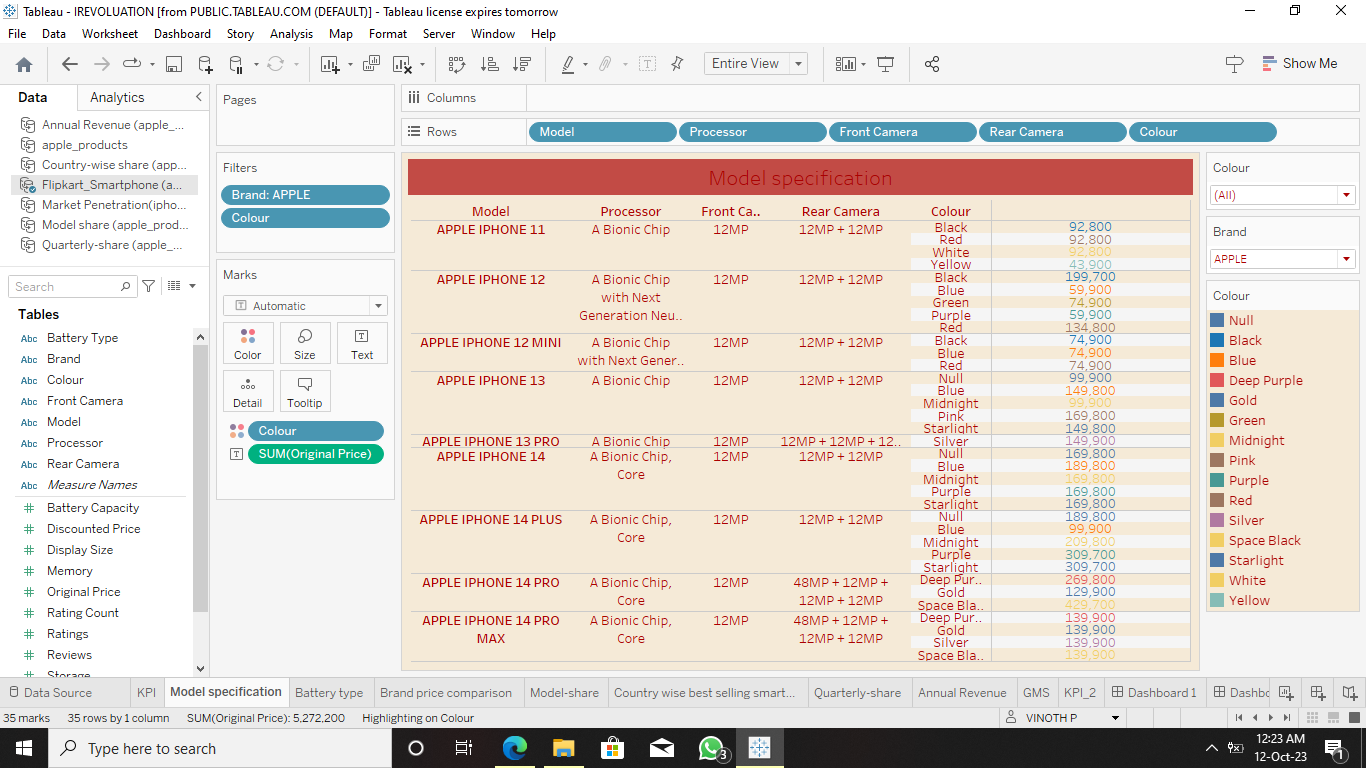 Tableau - IREVOLUATION [from PUBLIC.TABLEAU.COM (DEFAULT)] - Tableau license expires tomorrow
File Data Worksheet Dashboard Story Analysis Map Format Server Window Help
Entire View
Show Me
Data Analytics
Annual Revenue (apple_...
apple_products
Country-wise share (app...
Flipkart_Smartphone (a...
Market Penetration(ipho...
Model share (apple_prod...
Quarterly-share (apple_...
Search
Tables
Abc Battery Type
Abc Brand
Abc Colour
Abc Front Camera
Abc Model
Abc Processor
Abc Rear Camera
Abc Measure Names
# Battery Capacity
# Discounted Price
# Display Size
# Memory
# Original Price
# Rating Count
# Ratings
# Reviews
# Storage
Pages
Filters
Brand: APPLE
Colour
Marks
Automatic
Color Size Text
Detail Tooltip
Colour
SUM(Original Price)
Columns
Rows Model Processor Front Camera Rear Camera Colour
Model specification
Model Processor Front Ca.. Rear Camera Colour
APPLE IPHONE 11 A Bionic Chip 12MP 12MP + 12MP Black 92,800
Red 92,800
White 92,800
Yellow 43,900
APPLE IPHONE 12 A Bionic Chip 12MP 12MP + 12MP Black 199,700
with Next Blue 59,900
Green 74,900
Generation Neu.. Purple 59,900
Red 134,800
APPLE IPHONE 12 MINI A Bionic Chip 12MP 12MP + 12MP Black 74,900
with Next Gener.. Blue 74,900
Red 74,900
APPLE IPHONE 13 A Bionic Chip 12MP 12MP + 12MP Null 99,900
Blue 149,800
Midnight 99,900
Pink 169,800
Starlight 149,800
APPLE IPHONE 13 PRO A Bionic Chip 12MP 12MP + 12MP + 12.. Silver 149,900
APPLE IPHONE 14 A Bionic Chip, 12MP 12MP + 12MP Null 169,800
Core Blue 189,800
Midnight 169,800
Purple 169,800
Starlight 169,800
APPLE IPHONE 14 PLUS A Bionic Chip, 12MP 12MP + 12MP Null 189,800
Core Blue 99,900
Midnight 209,800
Purple 309,700
Starlight 309,700
APPLE IPHONE 14 PRO A Bionic Chip, 12MP 48MP + 12MP + Deep Pur.. 269,800
Core 12MP + 12MP Gold 129,900
Space Bla.. 429,700
APPLE IPHONE 14 PRO A Bionic Chip, 12MP 48MP + 12MP + Deep Pur.. 139,900
MAX Core 12MP + 12MP Gold 139,900
Silver 139,900
Space Bla.. 139,900
Colour
(All)
Brand
APPLE
Colour
Null
Black
Blue
Deep Purple
Gold
Green
Midnight
Pink
Purple
Red
Silver
Space Black
Starlight
White
Yellow
Data Source KPI Model specification Battery type Brand price comparison Model-share Country wise best selling smart... Quarterly-share Annual Revenue GMS KPI_2 Dashboard 1 Dashbo
35 marks 35 rows by 1 column SUM(Original Price): 5,272,200 Highlighting on Colour VINOTH P
Type here to search
3
12:23 AM
12-Oct-23
1